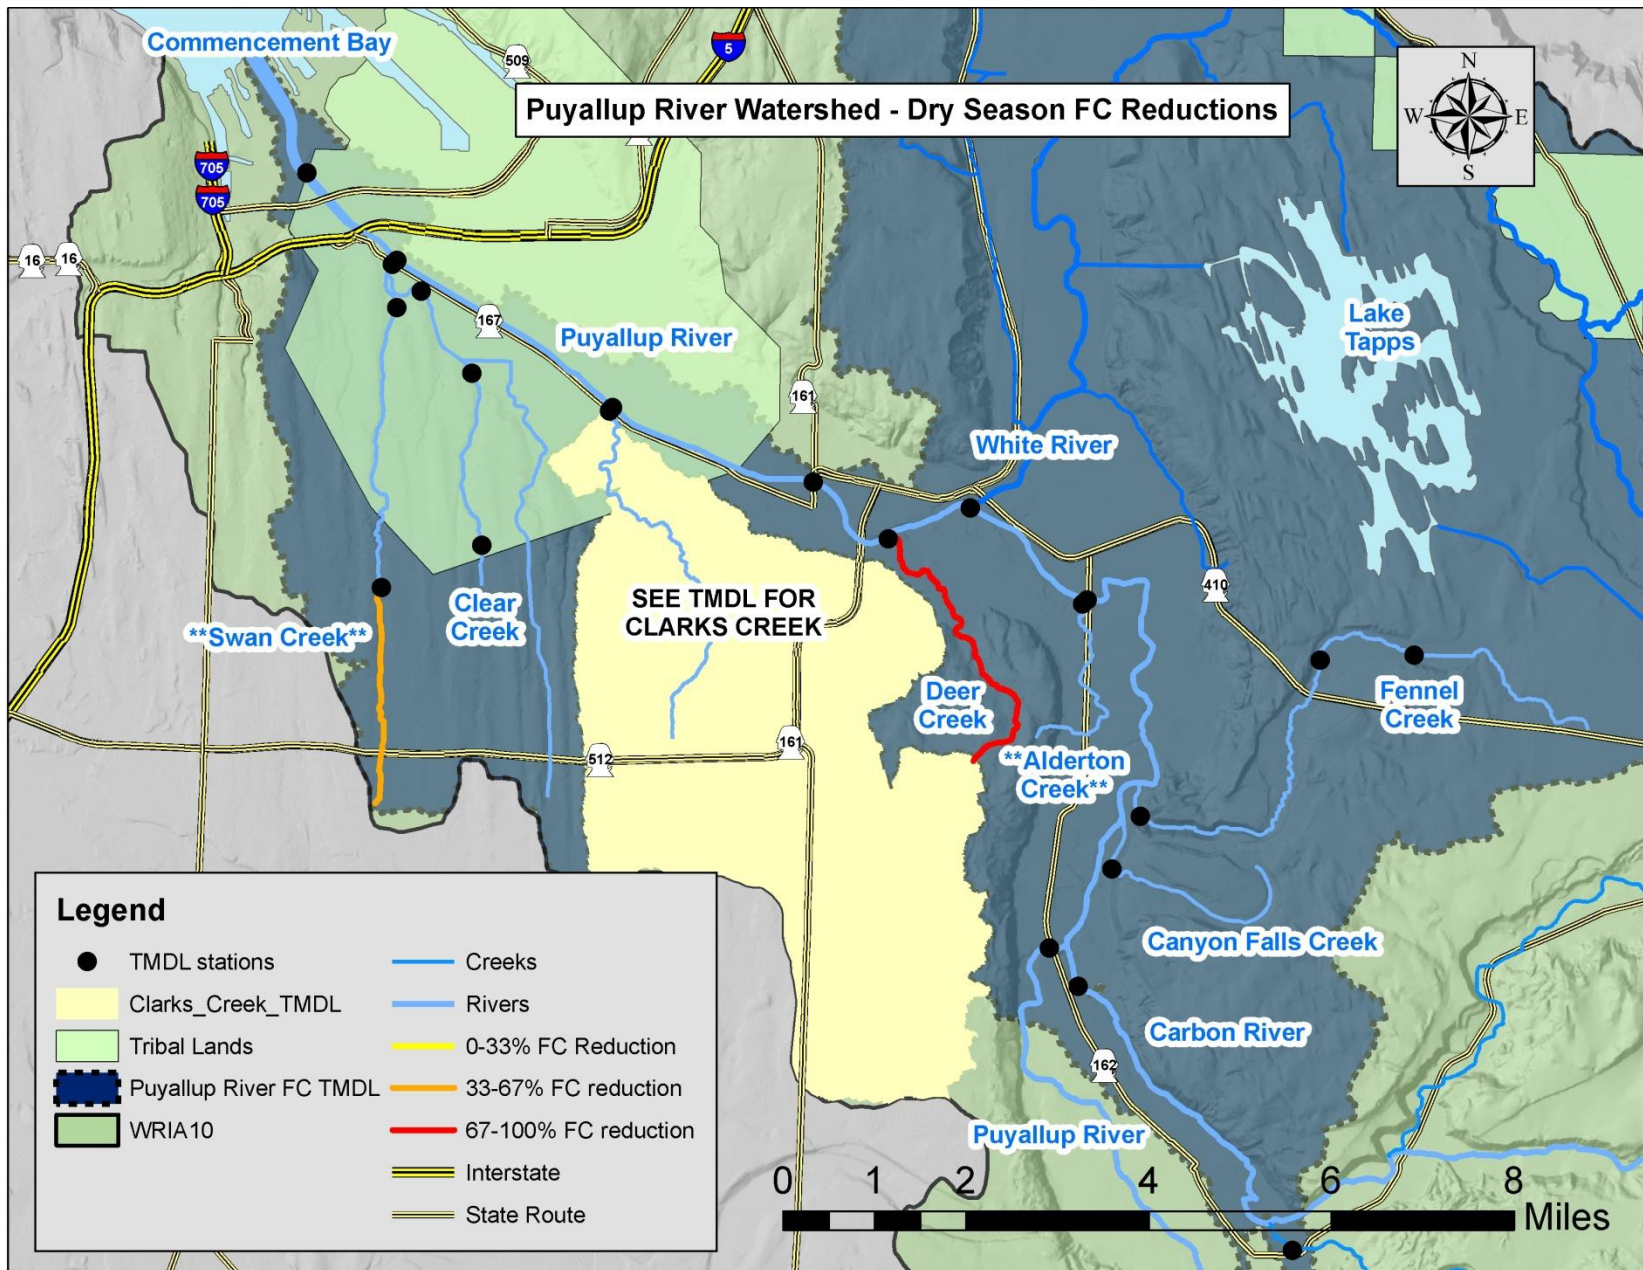 Commencement Bay
509
5
Puyallup River Watershed - Dry Season FC Reductions
N
W E
S
705
705
16
16
167
Puyallup River
161
Lake
Tapps
White River
410
SEE TMDL FOR
CLARKS CREEK
Clear
Creek
**Swan Creek**
Deer
Creek
Fennel
Creek
161
512
**Alderton
Creek**
Canyon Falls Creek
Carbon River
162
Puyallup River
Legend
TMDL stations
Clarks_Creek_TMDL
Tribal Lands
Puyallup River FC TMDL
WRIA10
Creeks
Rivers
0-33% FC Reduction
33-67% FC reduction
67-100% FC reduction
Interstate
State Route
0 1 2 4 6 8
Miles